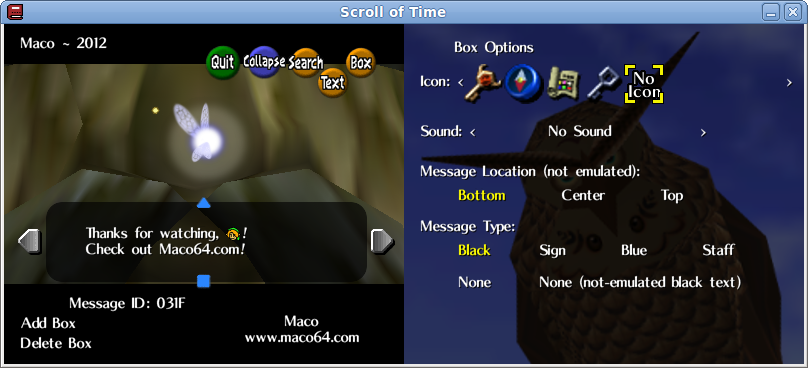 Scroll of Time
Maco ~ 2012
Quit Collapse Search Box
Text
Thanks for watching, !
Check out Maco64.com!
Message ID: 031F
Add Box
Delete Box
Maco
www.maco64.com
Box Options
Icon: < No Icon >
Sound: < No Sound >
Message Location (not emulated):
Bottom Center Top
Message Type:
Black Sign Blue Staff
None None (not-emulated black text)